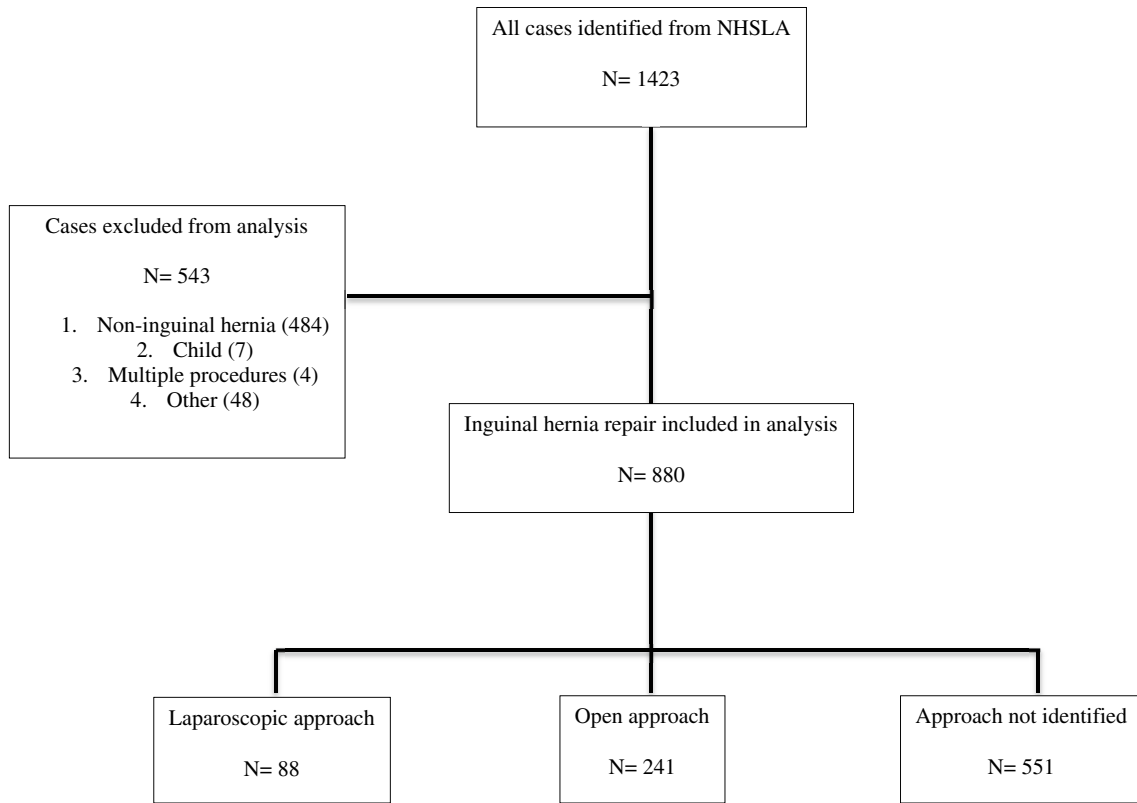 All cases identified from NHSLA
N= 1423
Cases excluded from analysis
N= 543
1. Non-inguinal hernia (484)
2. Child (7)
3. Multiple procedures (4)
4. Other (48)
Inguinal hernia repair included in analysis
N= 880
Laparoscopic approach
N= 88
Open approach
N= 241
Approach not identified
N= 551